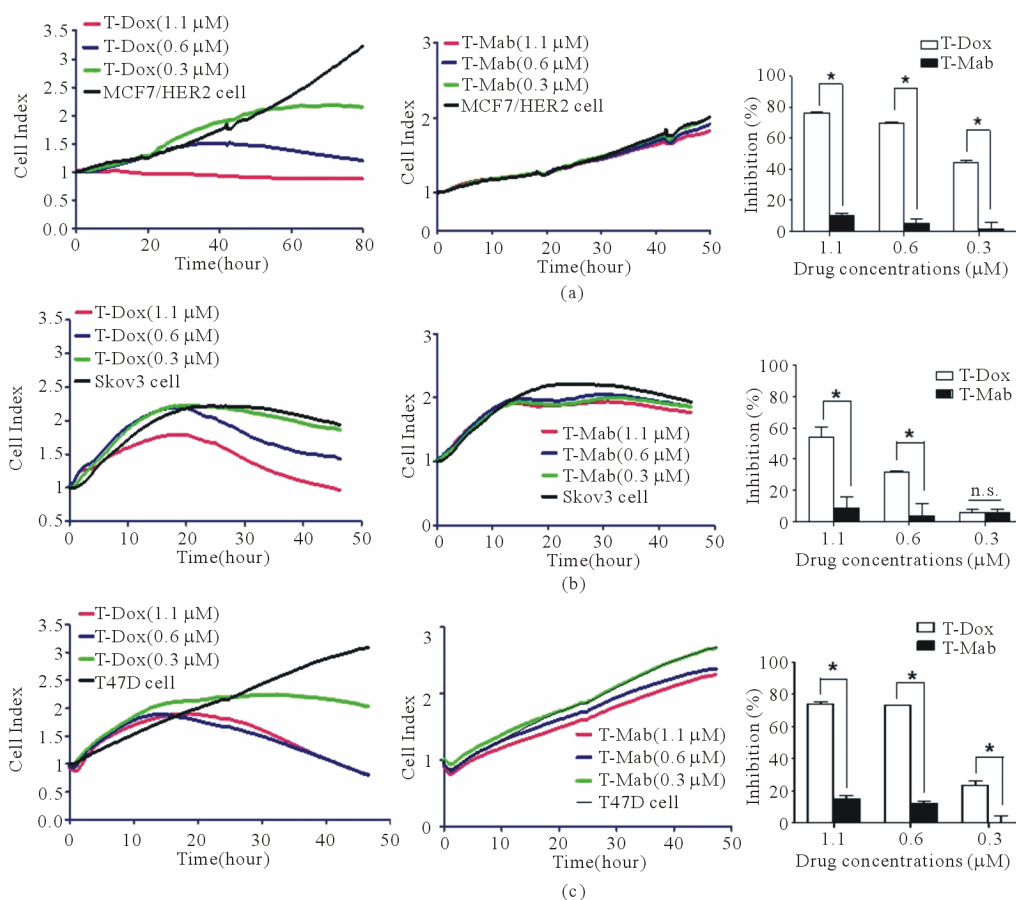 T-Dox(1.1 μM)
T-Dox(0.6 μM)
T-Dox(0.3 μM)
MCF7/HER2 cell
3.5
3.0
2.5
2.0
1.5
1.0
0.5
0.0
Cell Index
0
20
40
60
80
Time(hour)
T-Mab(1.1 μM)
T-Mab(0.6 μM)
T-Mab(0.3 μM)
MCF7/HER2 cell
3
2
1
0
Cell Index
0
10
20
30
40
50
Time(hour)
T-Dox
T-Mab
100
80
60
40
20
0
Inhibition (%)
*
*
*
1.1
0.6
0.3
Drug concentrations (μM)
(a)
T-Dox(1.1 μM)
T-Dox(0.6 μM)
T-Dox(0.3 μM)
Skov3 cell
3.5
3
2.5
2
1.5
1
0.5
Cell Index
0
10
20
30
40
50
Time(hour)
3
2
1
0
Cell Index
T-Mab(1.1 μM)
T-Mab(0.6 μM)
T-Mab(0.3 μM)
Skov3 cell
0
10
20
30
40
50
Time(hour)
T-Dox
T-Mab
100
80
60
40
20
0
Inhibition (%)
*
*
n.s.
1.1
0.6
0.3
Drug concentrations (μM)
(b)
T-Dox(1.1 μM)
T-Dox(0.6 μM)
T-Dox(0.3 μM)
T47D cell
3.5
3
2.5
2
1.5
1
0.5
0.0
Cell Index
0
10
20
30
40
50
Time(hour)
3
2
1
0
Cell Index
T-Mab(1.1 μM)
T-Mab(0.6 μM)
T-Mab(0.3 μM)
T47D cell
0
10
20
30
40
50
Time(hour)
T-Dox
T-Mab
100
80
60
40
20
0
Inhibition (%)
*
*
*
1.1
0.6
0.3
Drug concentrations (μM)
(c)